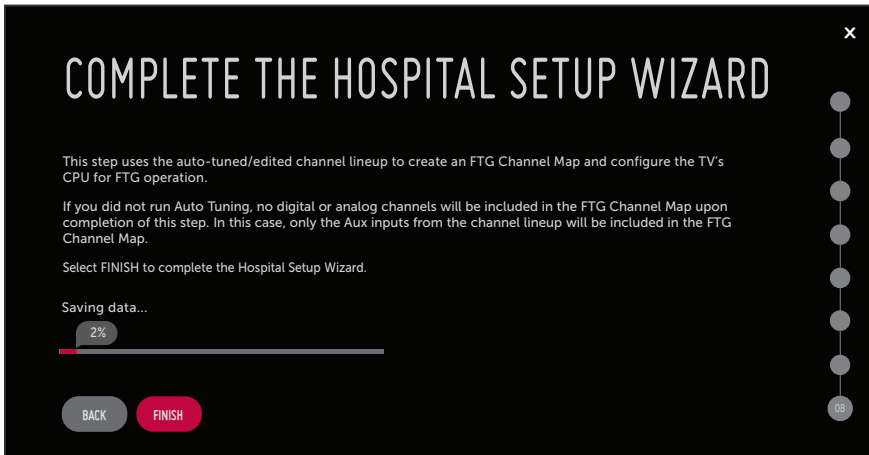 X
COMPLETE THE HOSPITAL SETUP WIZARD
This step uses the auto-tuned/edited channel lineup to create an FTG Channel Map and configure the TV's
CPU for FTG operation.
If you did not run Auto Tuning, no digital or analog channels will be included in the FTG Channel Map upon
completion of this step. In this case, only the Aux inputs from the channel lineup will be included in the FTG
Channel Map.
Select FINISH to complete the Hospital Setup Wizard.
Saving data...
2%
BACK FINISH
08